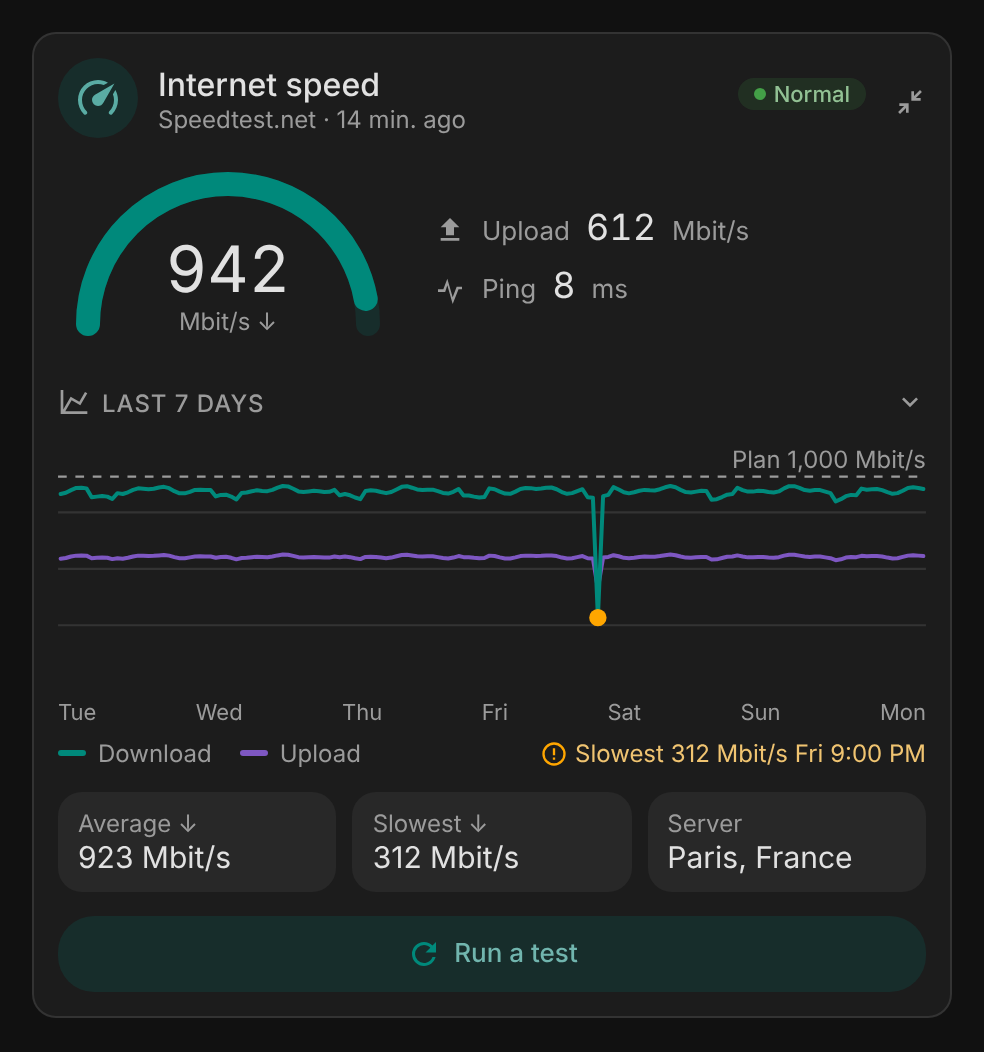 Internet speed
Speedtest.net · 14 min. ago
Normal
942
Mbit/s ↓
Upload 612 Mbit/s
Ping 8 ms
LAST 7 DAYS
Plan 1,000 Mbit/s
Tue Wed Thu Fri Sat Sun Mon
Download Upload
Slowest 312 Mbit/s Fri 9:00 PM
Average ↓
923 Mbit/s
Slowest ↓
312 Mbit/s
Server
Paris, France
Run a test